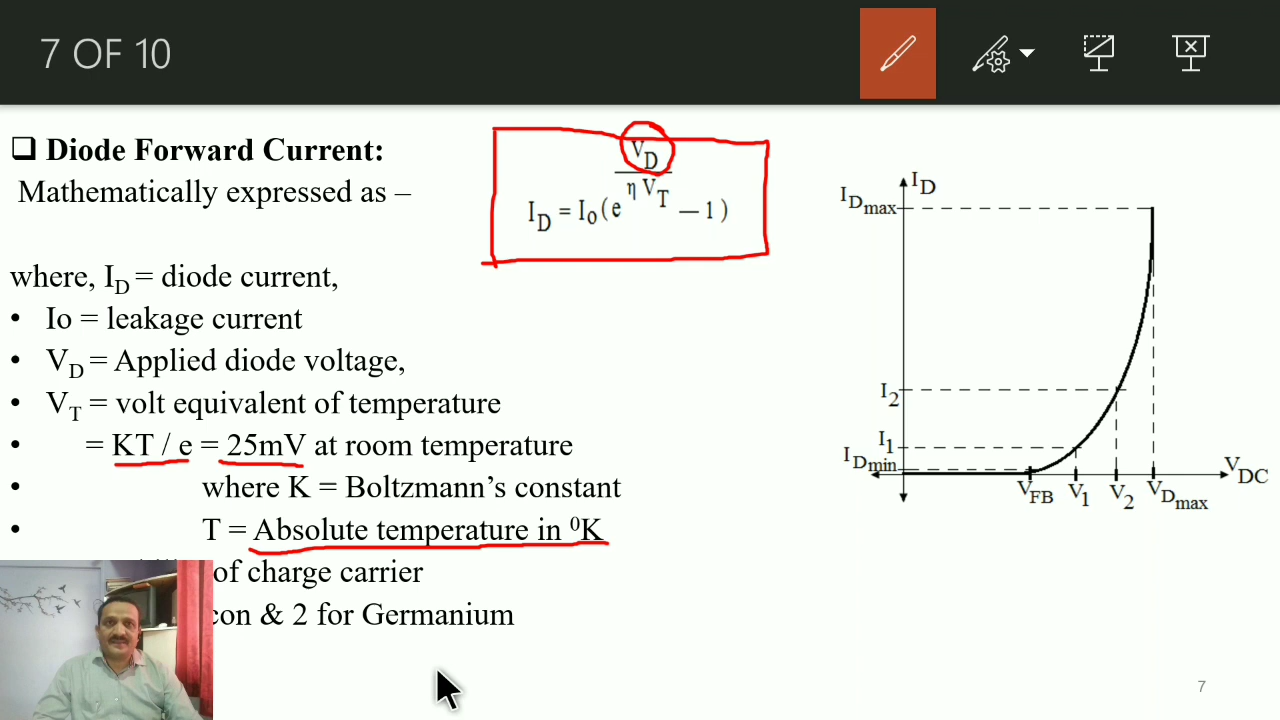 7 OF 10
❑ Diode Forward Current:
Mathematically expressed as –
I_D = I_0 ( e^{V_D / η V_T} – 1 )
where, I_D = diode current,
• Io = leakage current
• V_D = Applied diode voltage,
• V_T = volt equivalent of temperature
• = KT / e = 25mV at room temperature
• where K = Boltzmann’s constant
• T = Absolute temperature in ⁰K
of charge carrier
& 2 for Germanium
I_D
I_Dmax
I_2
I_1
I_Dmin
V_DC
V_FB V_1 V_2 V_Dmax
7